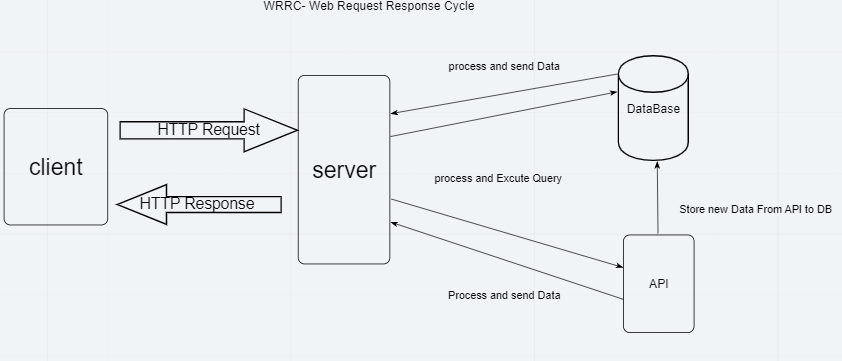 WRRC- Web Request Response Cycle
process and send Data
DataBase
HTTP Request
client
server
process and Excute Query
HTTP Response
Store new Data From API to DB
API
Process and send Data